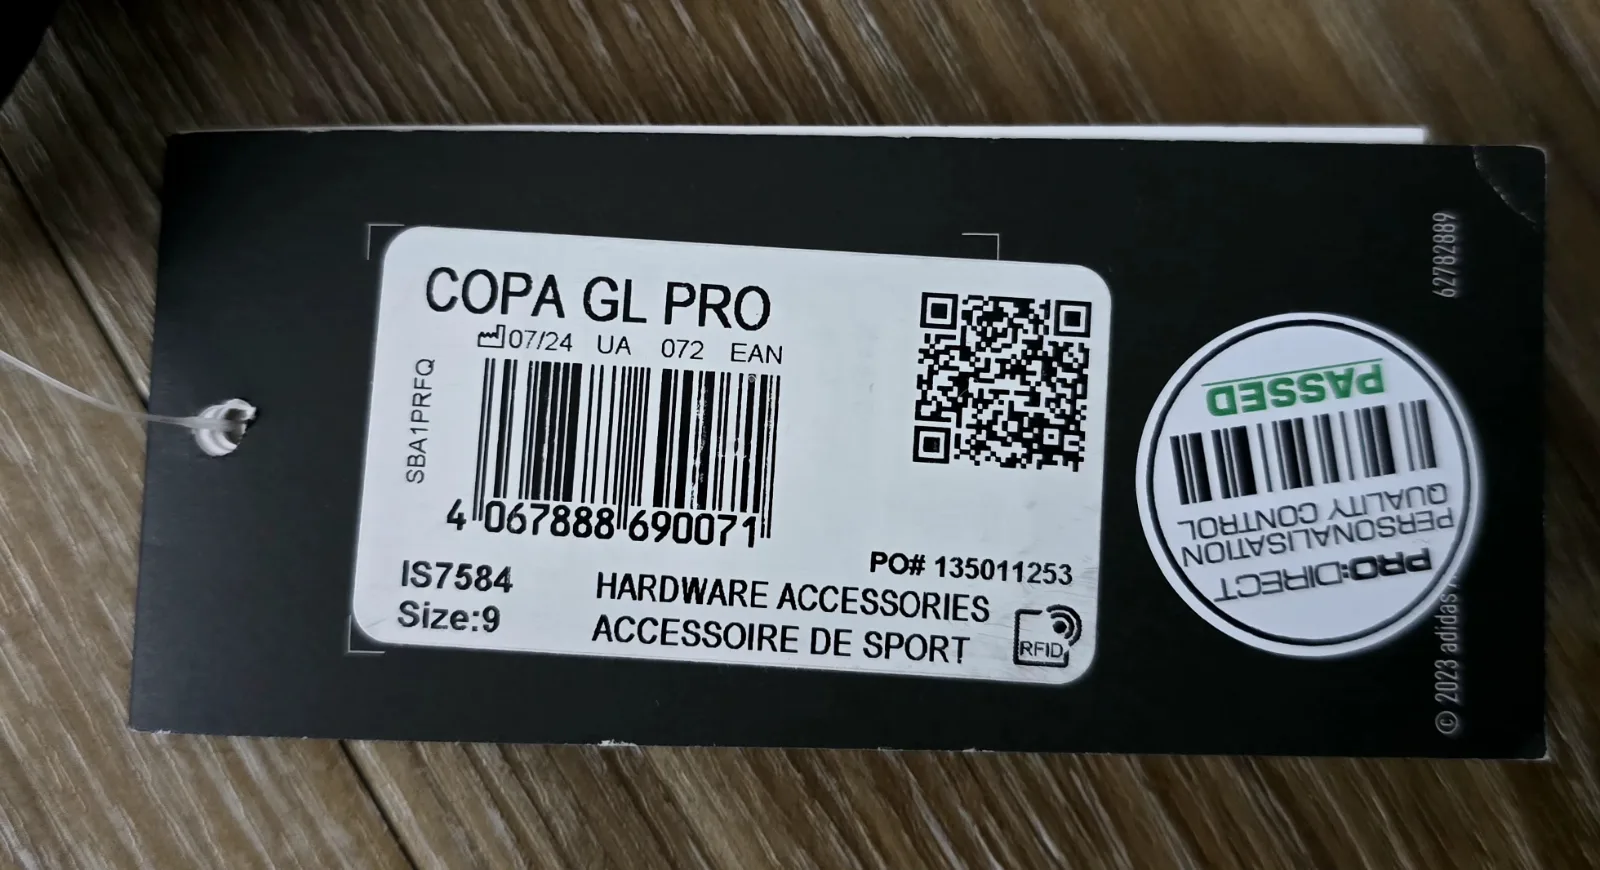 COPA GL PRO
07/24 UA 072 EAN
SBA1PRFQ
4 067888 690071
PO# 135011253
IS7584
Size:9
HARDWARE ACCESSORIES
ACCESSOIRE DE SPORT
RFID
62782889
© 2023 adidas
PRO:DIRECT
PERSONALISATION
QUALITY CONTROL
PASSED